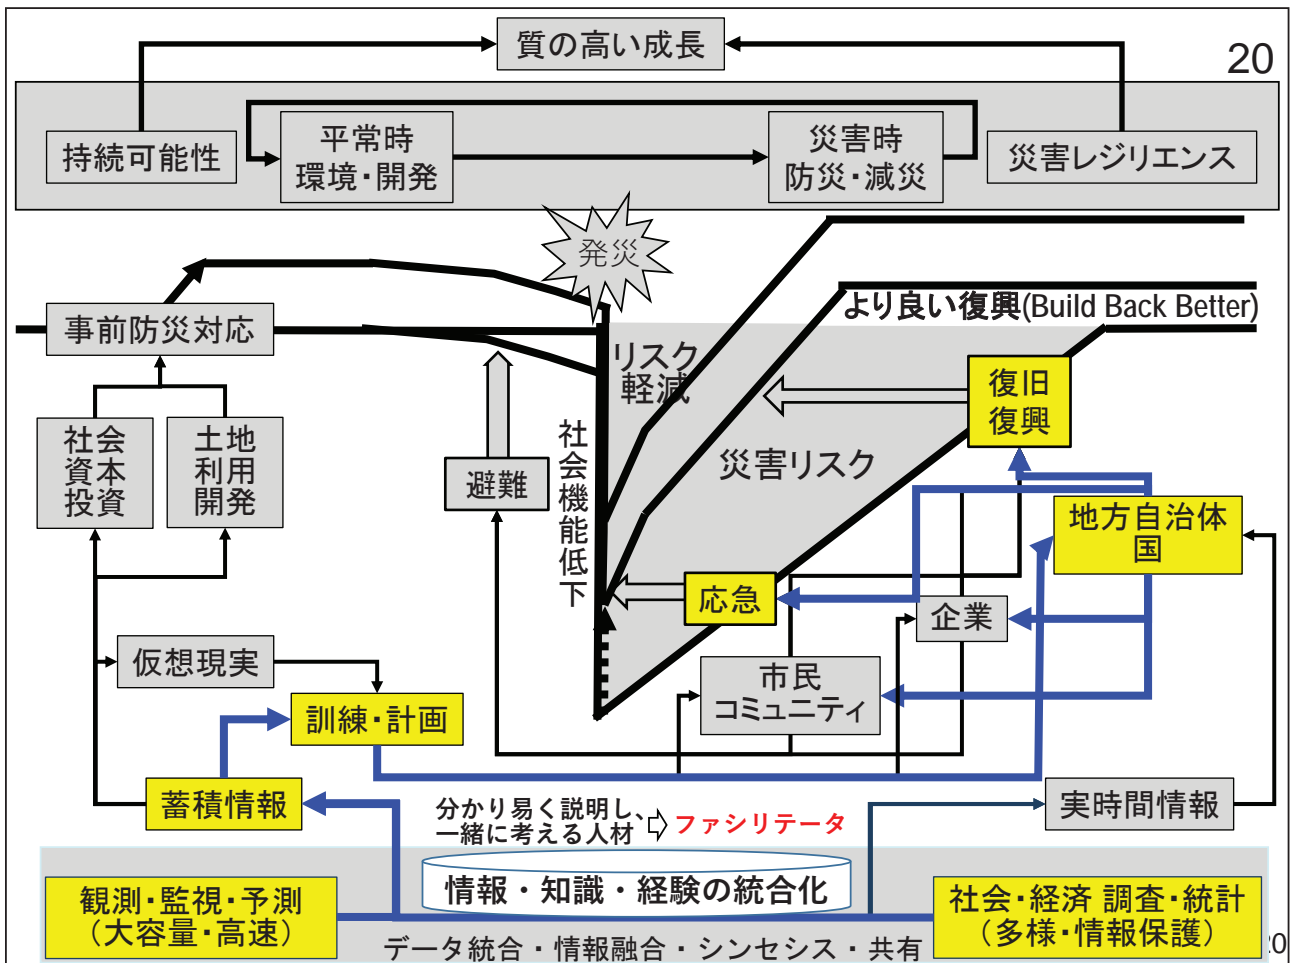 質の高い成長
20
持続可能性
平常時
環境・開発
災害時
防災・減災
災害レジリエンス
発災
事前防災対応
より良い復興(Build Back Better)
リスク
軽減
復旧
復興
社会
資本
投資
土地
利用
開発
避難
社会機能低下
災害リスク
地方自治体
国
応急
企業
仮想現実
市民
コミュニティ
訓練・計画
蓄積情報
分かり易く説明し、
一緒に考える人材
ファシリテータ
実時間情報
情報・知識・経験の統合化
観測・監視・予測
（大容量・高速）
社会・経済 調査・統計
（多様・情報保護）
データ統合・情報融合・シンセシス・共有
20